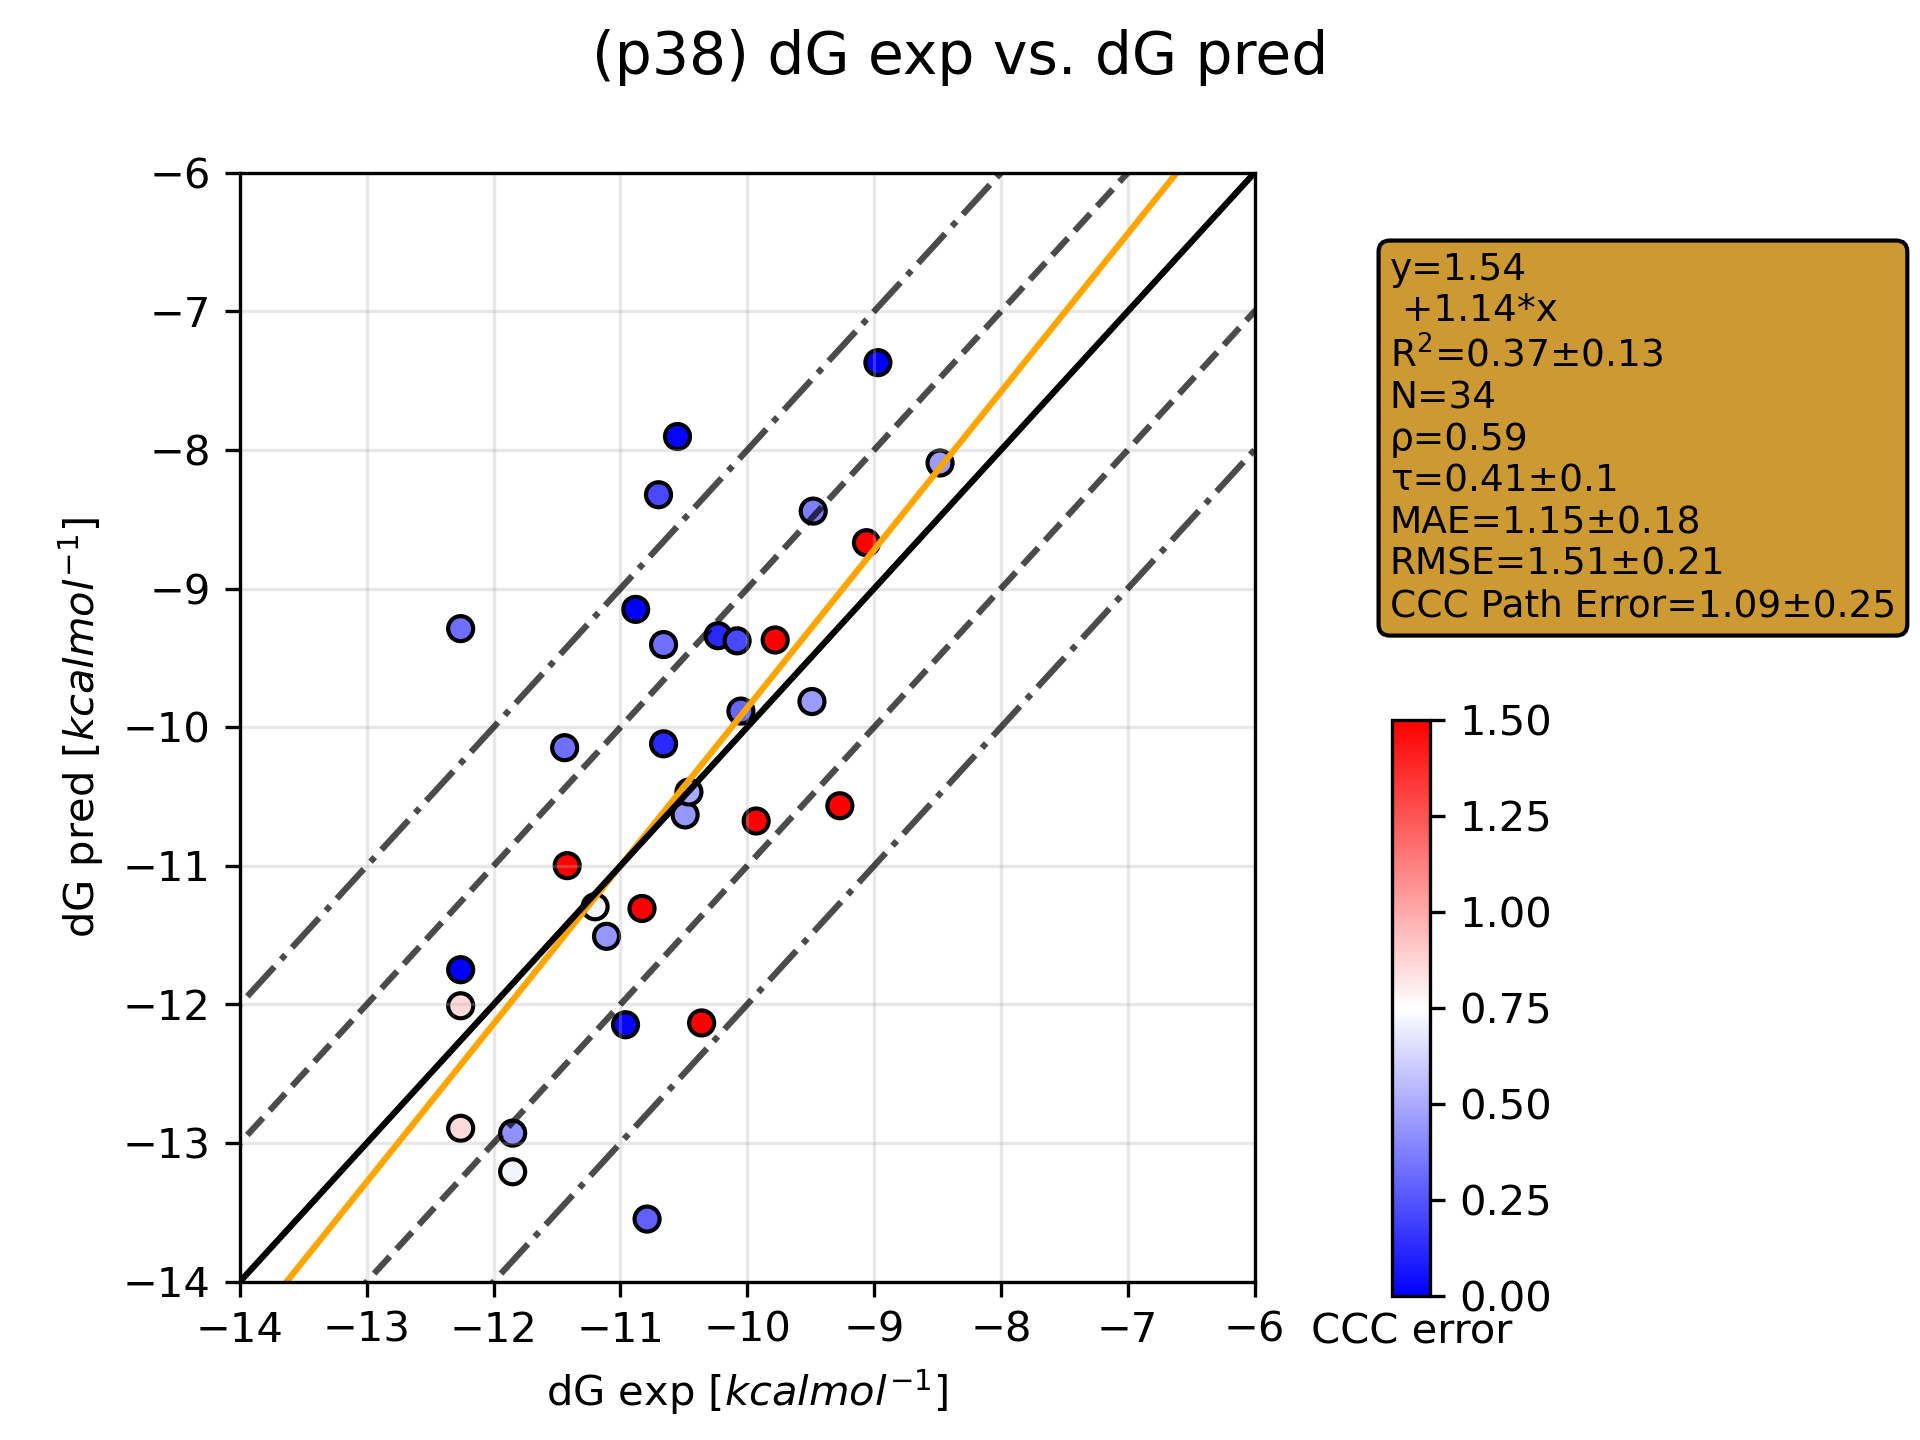 (p38) dG exp vs. dG pred
−6
−7
−8
−9
−10
−11
−12
−13
−14
dG pred [kcalmol⁻¹]
−14 −13 −12 −11 −10 −9 −8 −7 −6
dG exp [kcalmol⁻¹]
y=1.54
+1.14*x
R²=0.37±0.13
N=34
ρ=0.59
τ=0.41±0.1
MAE=1.15±0.18
RMSE=1.51±0.21
CCC Path Error=1.09±0.25
1.50
1.25
1.00
0.75
0.50
0.25
0.00
CCC error